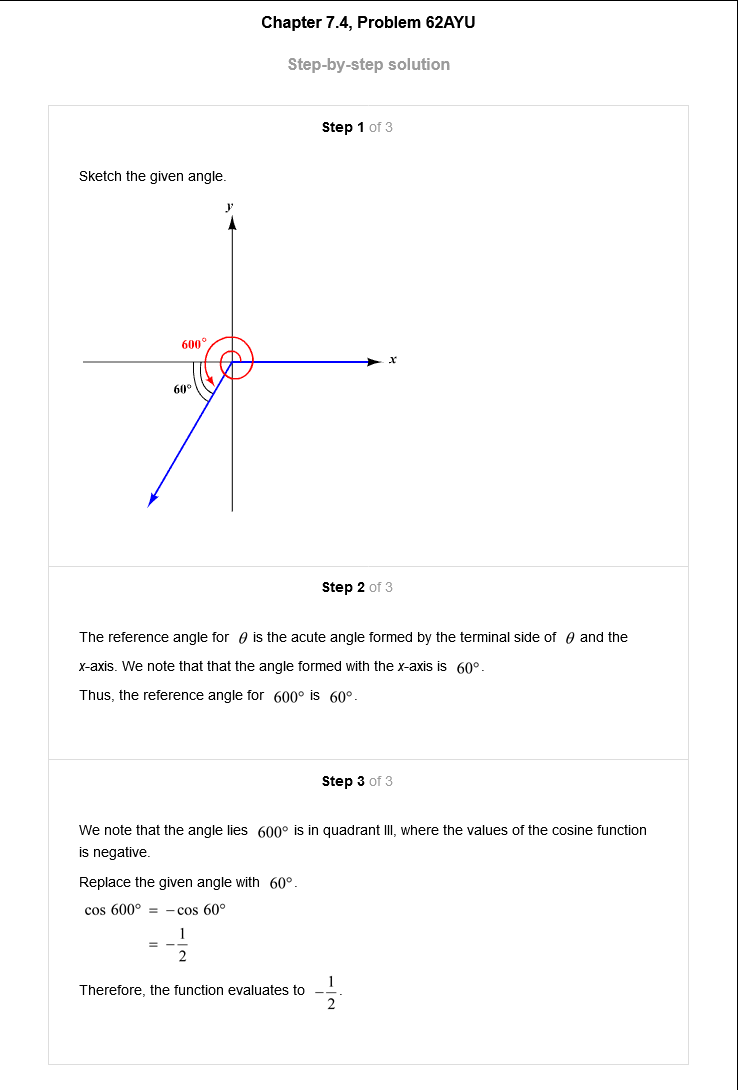 Chapter 7.4, Problem 62AYU
Step-by-step solution
Step 1 of 3
Sketch the given angle.
y
600°
x
60°
Step 2 of 3
The reference angle for θ is the acute angle formed by the terminal side of θ and the
x-axis. We note that that the angle formed with the x-axis is 60°.
Thus, the reference angle for 600° is 60°.
Step 3 of 3
We note that the angle lies 600° is in quadrant III, where the values of the cosine function
is negative.
Replace the given angle with 60°.
cos 600° = −cos 60°
= −1/2
Therefore, the function evaluates to −1/2.